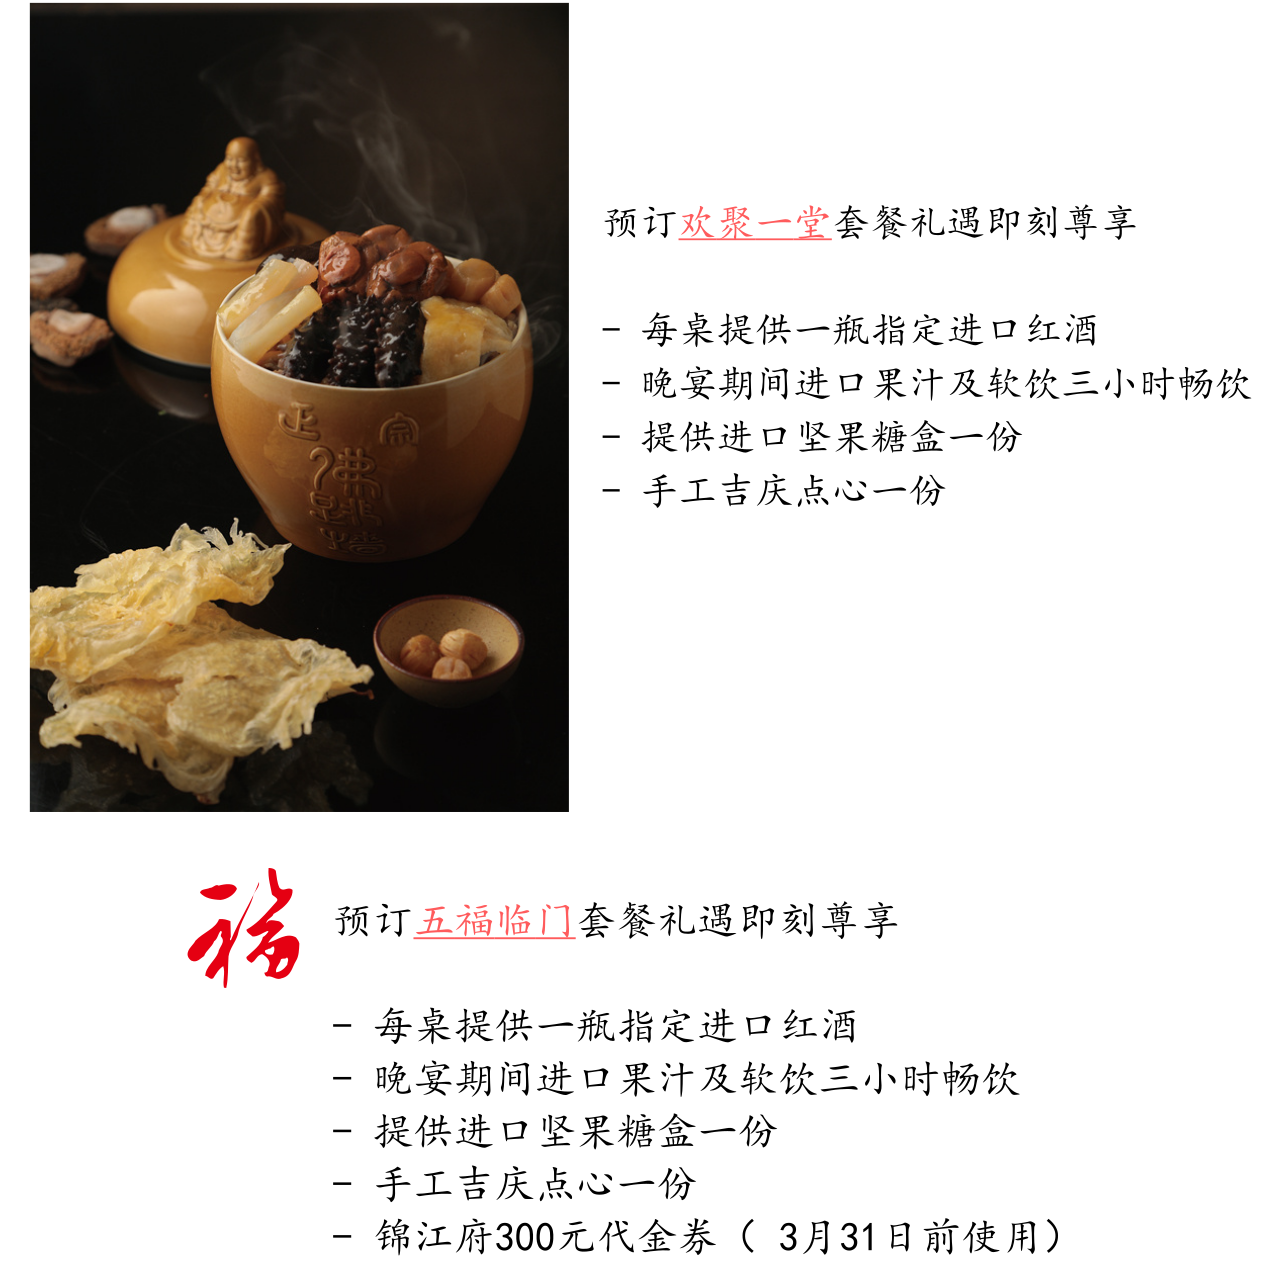 正宗
佛跳墙
预订欢聚一堂套餐礼遇即刻尊享
- 每桌提供一瓶指定进口红酒
- 晚宴期间进口果汁及软饮三小时畅饮
- 提供进口坚果糖盒一份
- 手工吉庆点心一份
福
预订五福临门套餐礼遇即刻尊享
- 每桌提供一瓶指定进口红酒
- 晚宴期间进口果汁及软饮三小时畅饮
- 提供进口坚果糖盒一份
- 手工吉庆点心一份
- 锦江府300元代金券（ 3月31日前使用）